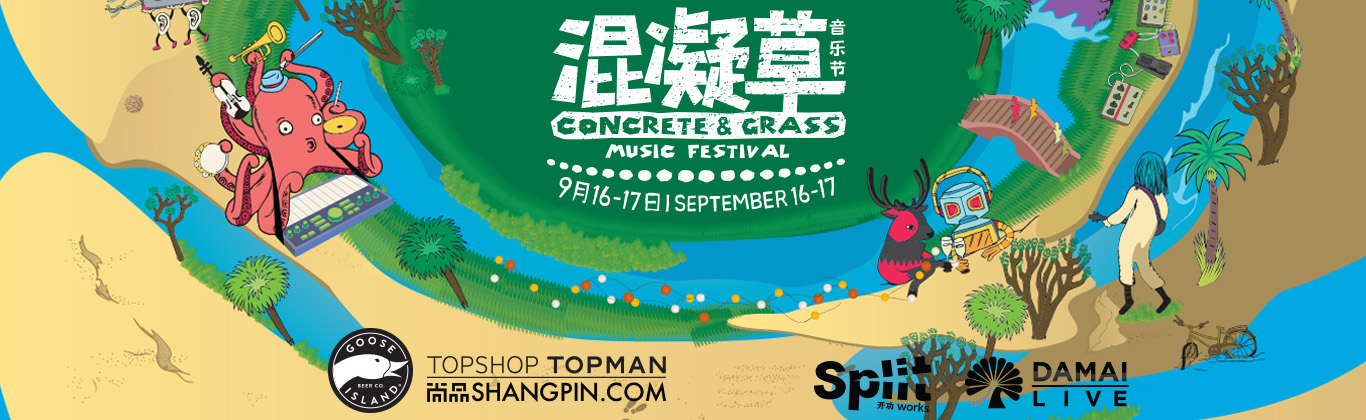 混凝草 音乐节
CONCRETE & GRASS
MUSIC FESTIVAL
9月16-17日 | SEPTEMBER 16-17
GOOSE
BEER CO.
ISLAND
TOPSHOP TOPMAN
尚品SHANGPIN.COM
Split
开功 works
DAMAI
LIVE